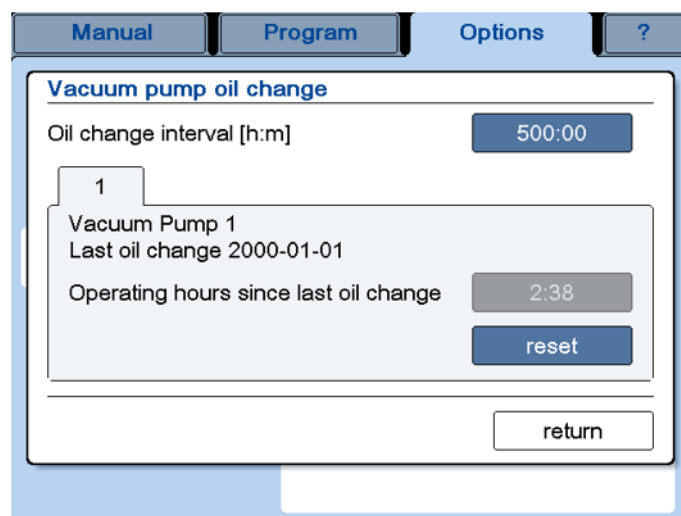 Manual Program Options ?
Vacuum pump oil change
Oil change interval [h:m] 500:00
1
Vacuum Pump 1
Last oil change 2000-01-01
Operating hours since last oil change 2:38
reset
return